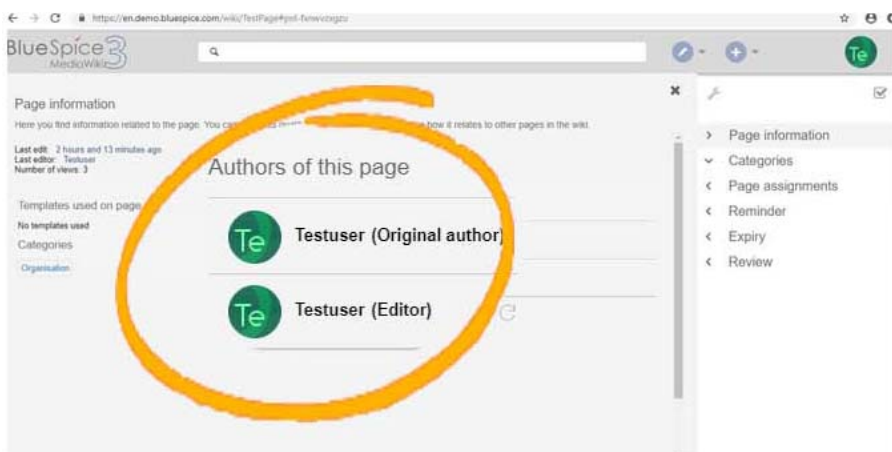 https://en.demo.bluespice.com/wiki/TestPage#pnl-
BlueSpice 3
MediaWiki
Te
Page information
Here you find information related to the page. You can how it relates to other pages in the wiki.
Last edit: 2 hours and 13 minutes ago
Last editor: Testuser
Number of views: 3
Templates used on page
No templates used
Categories
Organisation
Authors of this page
Te Testuser (Original author)
Te Testuser (Editor)
Page information
Categories
Page assignments
Reminder
Expiry
Review